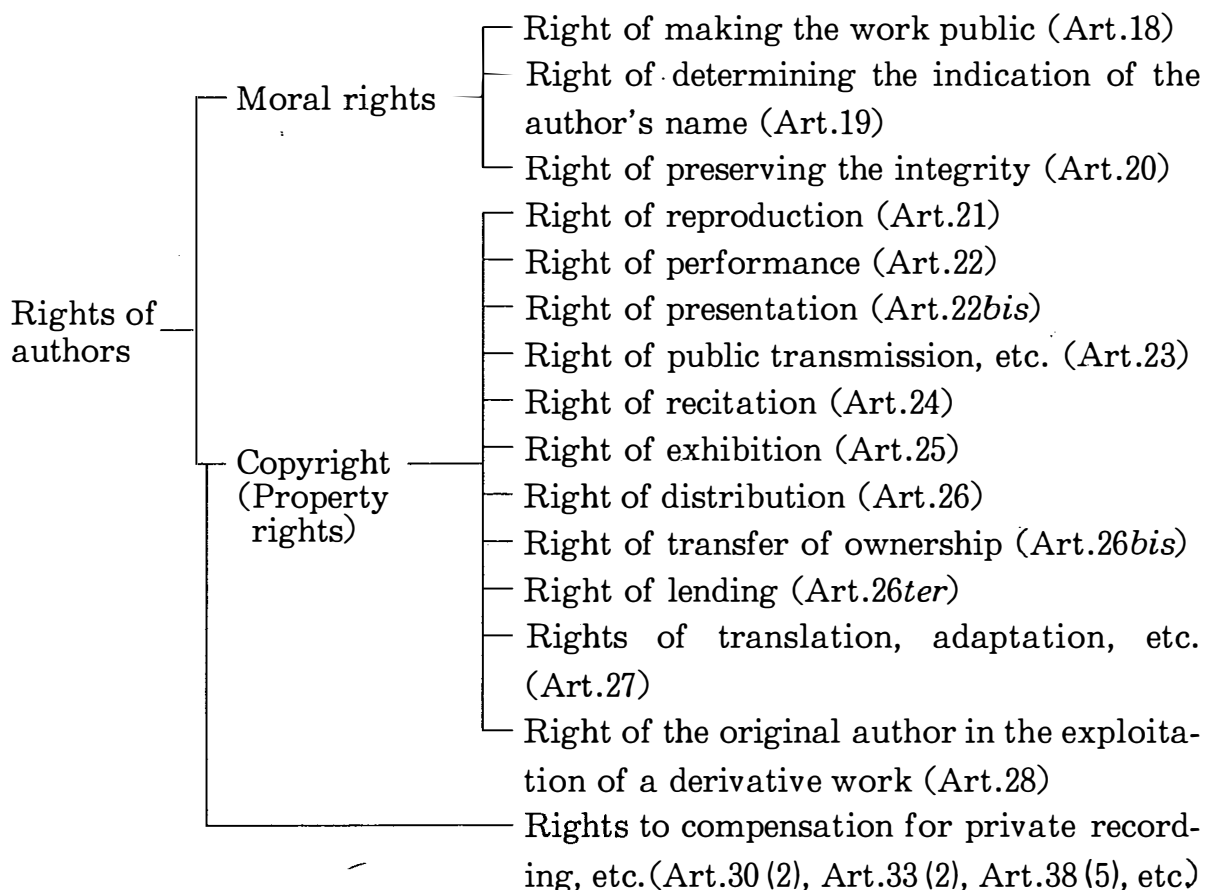 Right of making the work public (Art.18)
Moral rights
Right of determining the indication of the
author's name (Art.19)
Right of preserving the integrity (Art.20)
Right of reproduction (Art.21)
Right of performance (Art.22)
Right of presentation (Art.22bis)
Rights of
authors
Right of public transmission, etc. (Art.23)
Right of recitation (Art.24)
Right of exhibition (Art.25)
Copyright
(Property
rights)
Right of distribution (Art.26)
Right of transfer of ownership (Art.26bis)
Right of lending (Art.26ter)
Rights of translation, adaptation, etc.
(Art.27)
Right of the original author in the exploita-
tion of a derivative work (Art.28)
Rights to compensation for private record-
ing, etc.(Art.30(2), Art.33(2), Art.38(5), etc.)